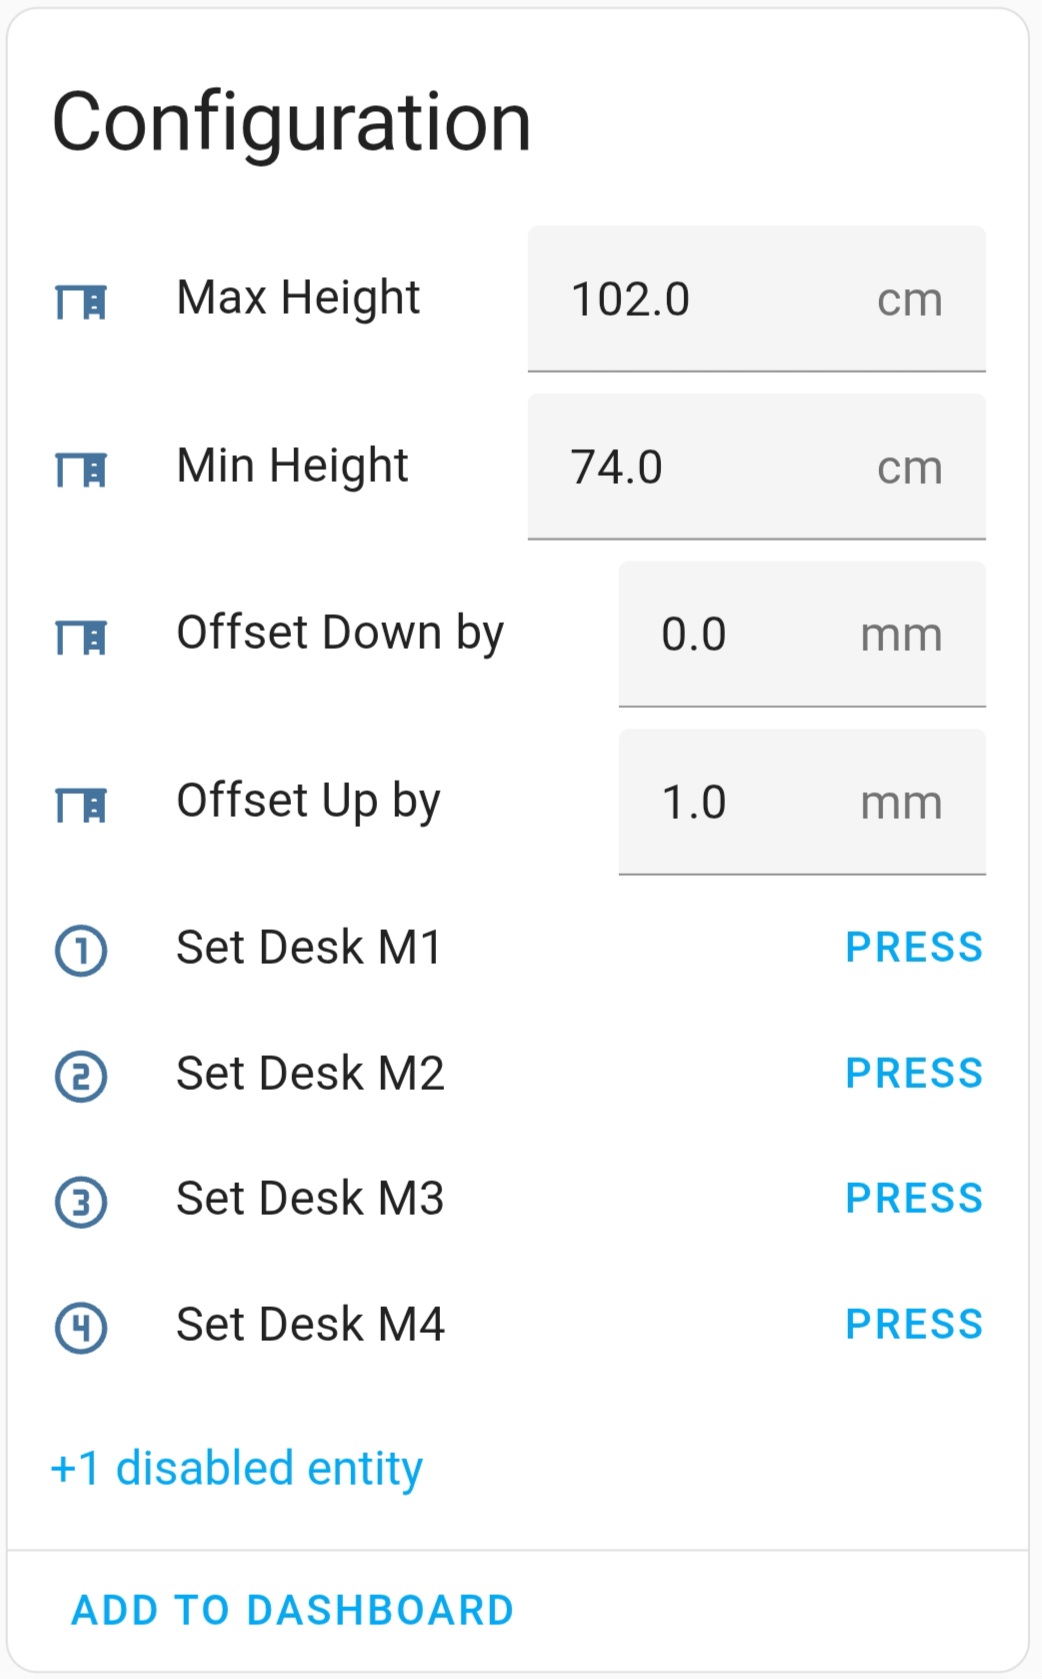 Configuration
Max Height 102.0 cm
Min Height 74.0 cm
Offset Down by 0.0 mm
Offset Up by 1.0 mm
1 Set Desk M1 PRESS
2 Set Desk M2 PRESS
3 Set Desk M3 PRESS
4 Set Desk M4 PRESS
+1 disabled entity
ADD TO DASHBOARD